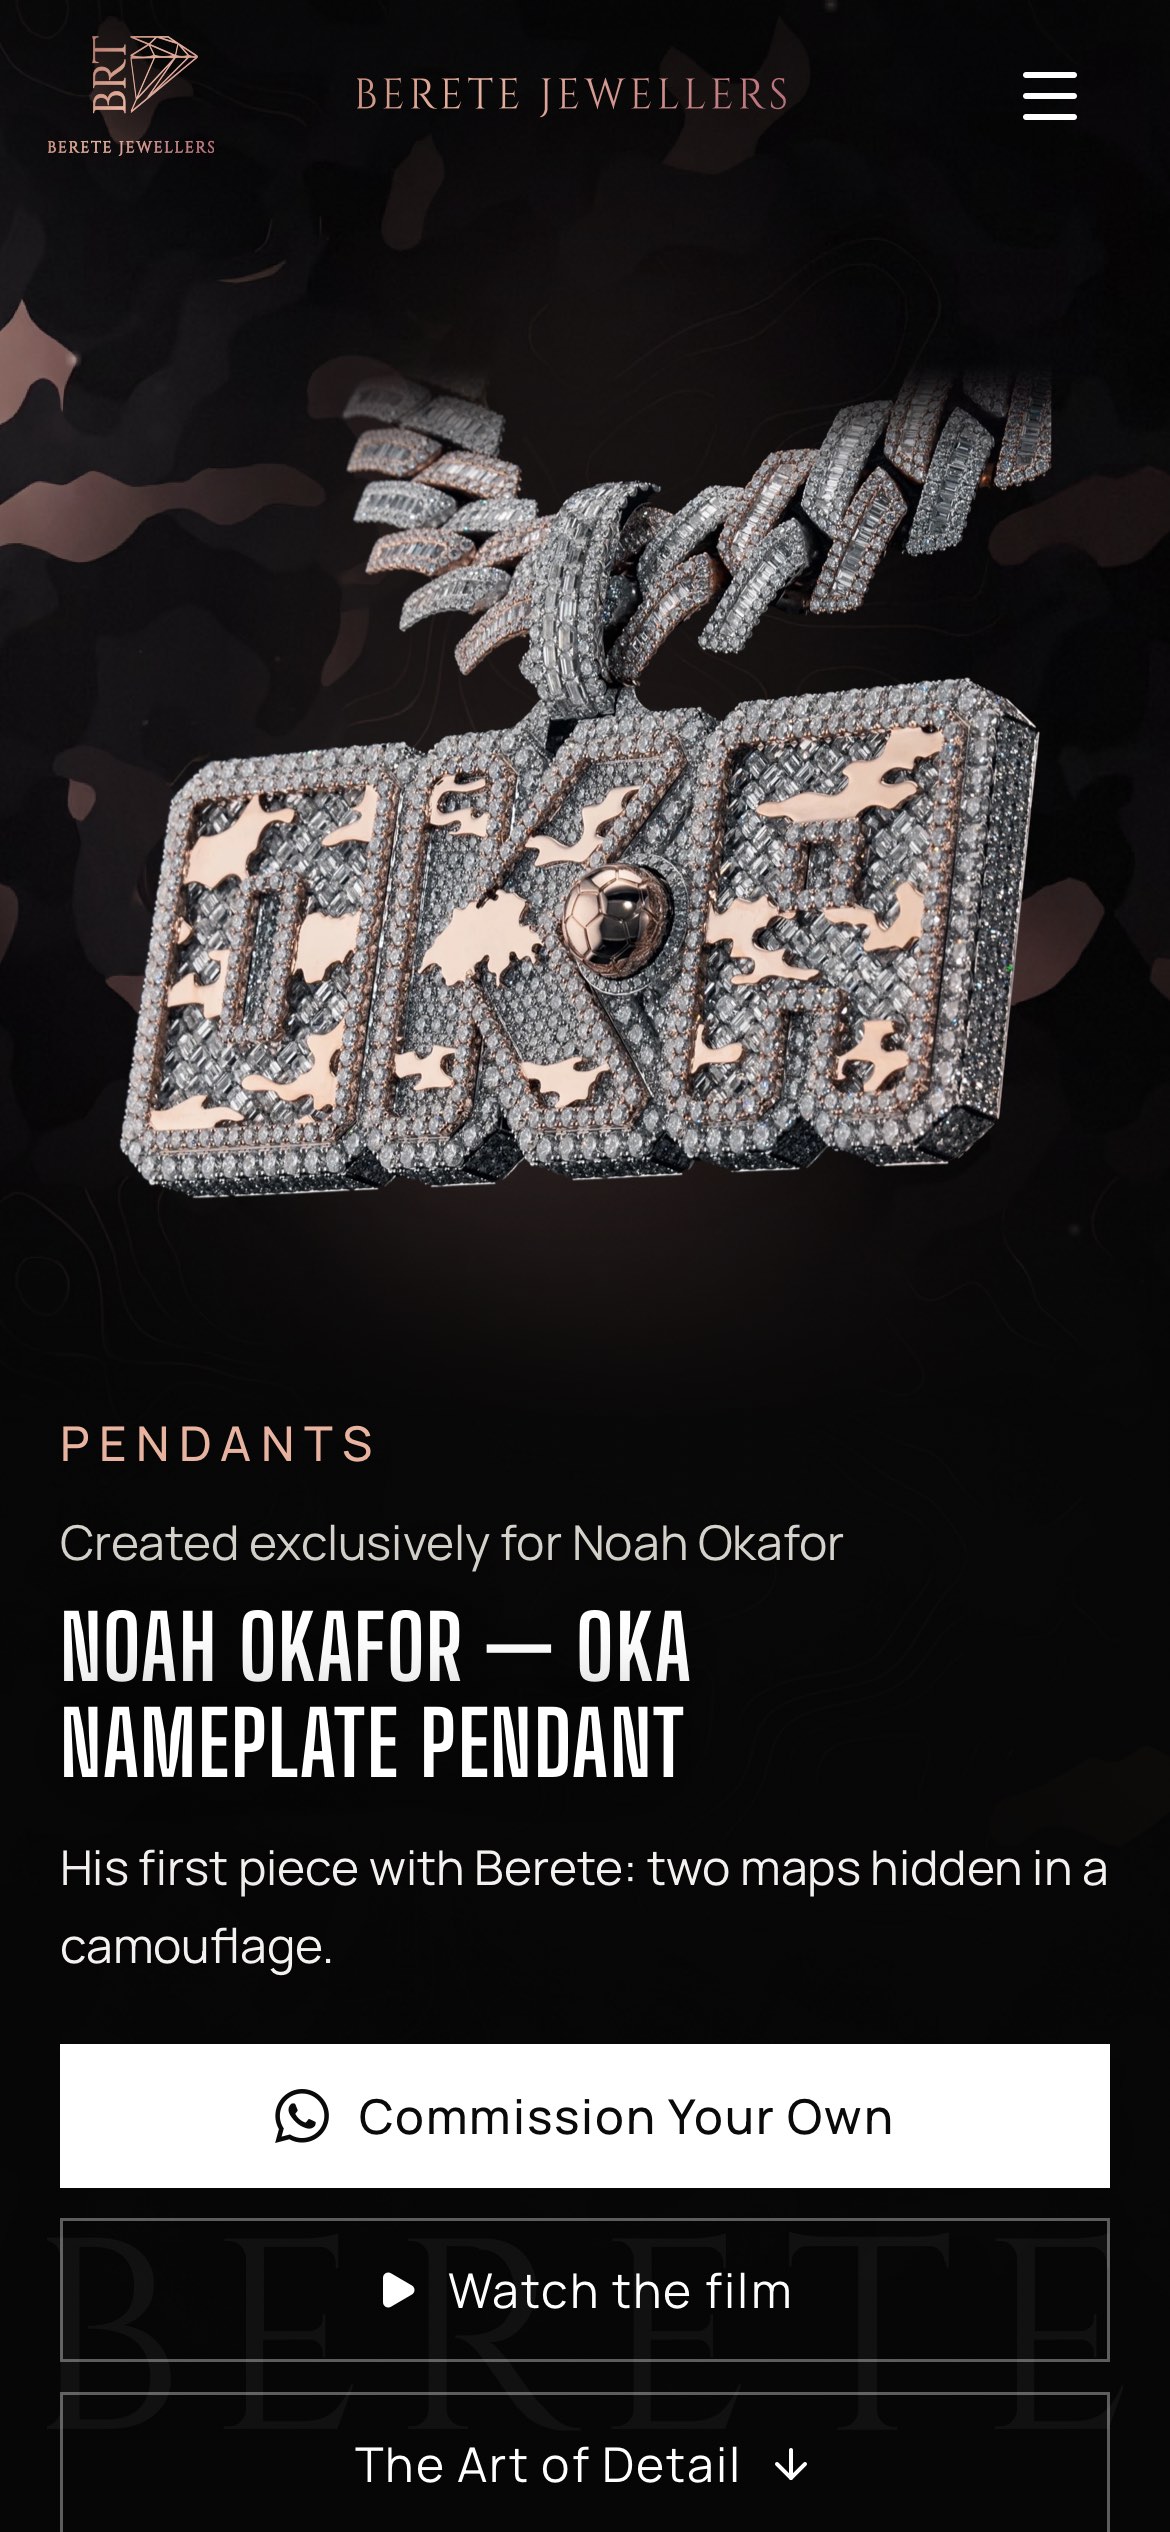 BRT
BERETE JEWELLERS
BERETE JEWELLERS
OKA
PENDANTS
Created exclusively for Noah Okafor
NOAH OKAFOR — OKA
NAMEPLATE PENDANT
His first piece with Berete: two maps hidden in a
camouflage.
Commission Your Own
Watch the film
BERETE
The Art of Detail ↓